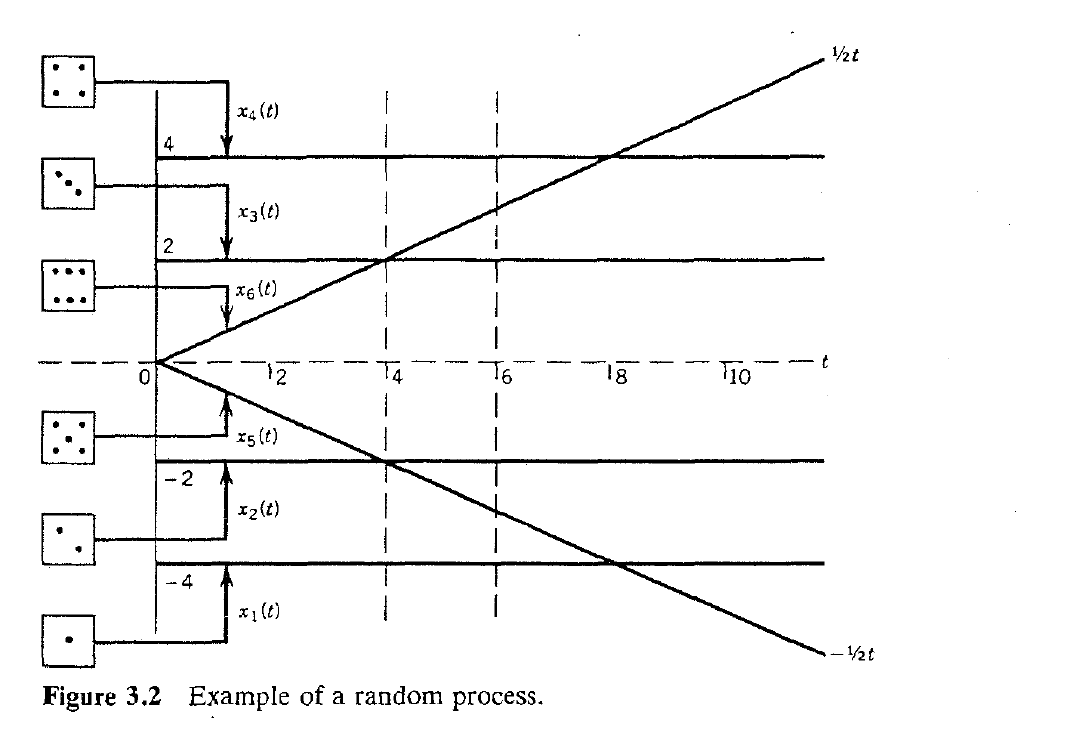 ½t
x₄(t)
4
x₃(t)
2
x₆(t)
0 2 4 6 8 10 t
x₅(t)
-2
x₂(t)
-4
x₁(t)
-½t
Figure 3.2 Example of a random process.